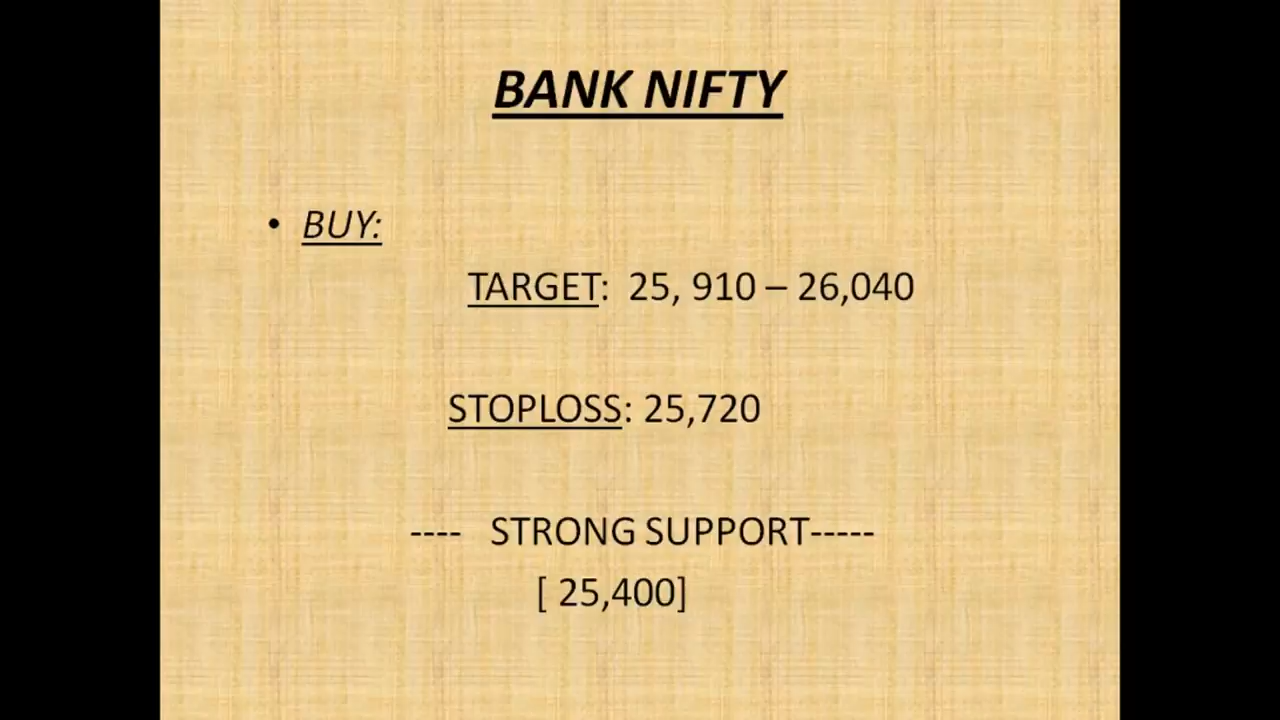 BANK NIFTY
• BUY:
TARGET: 25, 910 – 26,040
STOPLOSS: 25,720
---- STRONG SUPPORT-----
[ 25,400]